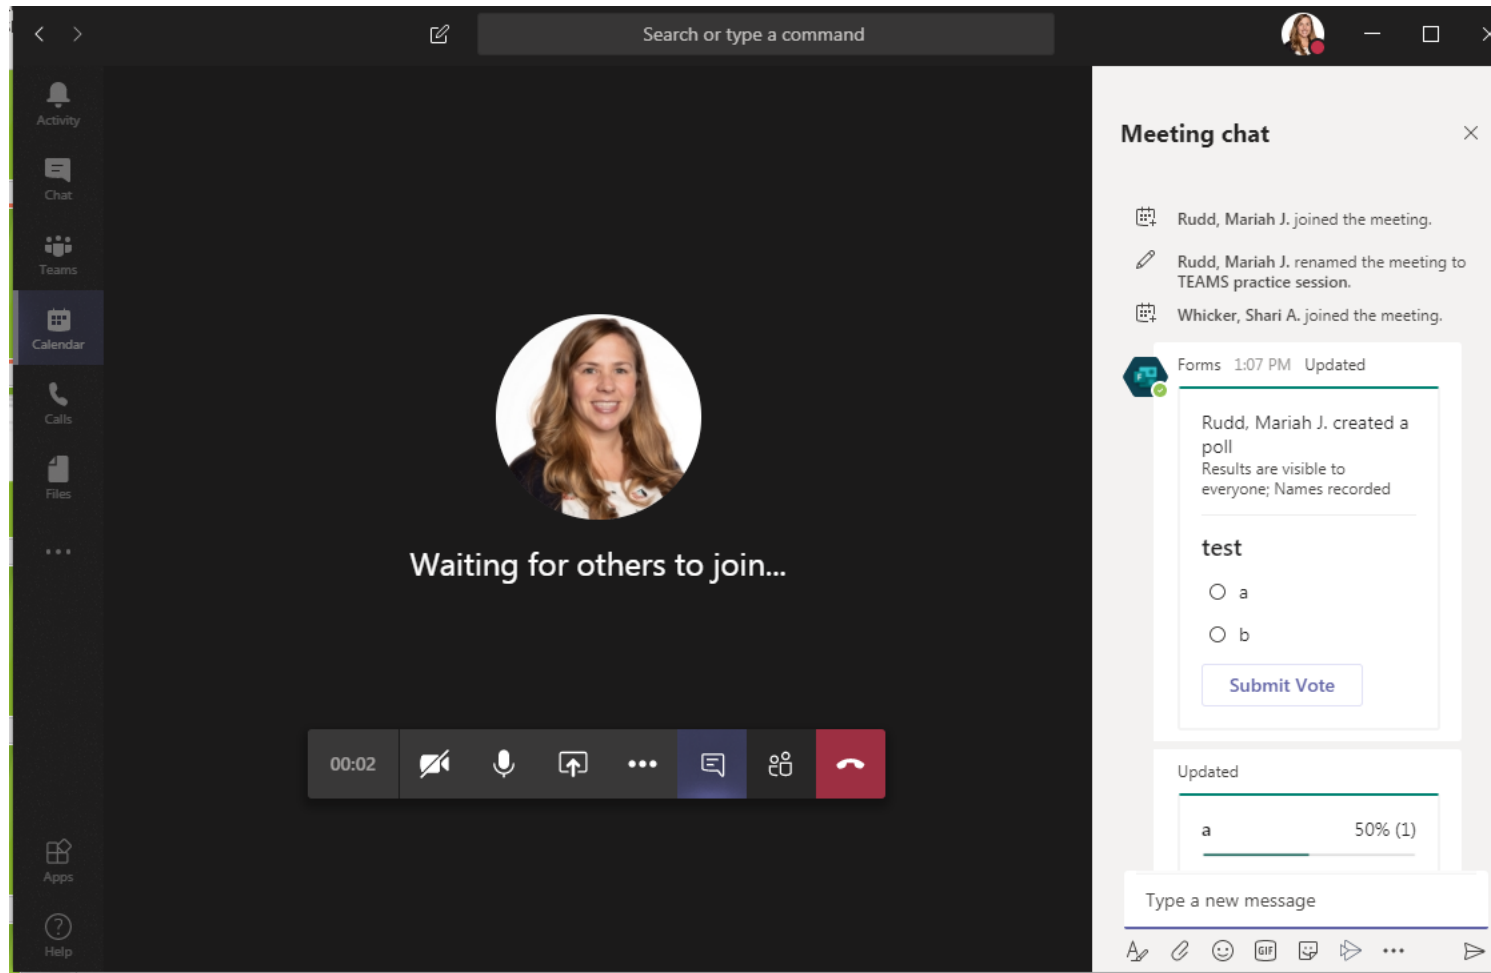 Search or type a command
Activity
Chat
Teams
Calendar
Calls
Files
Apps
Help
Waiting for others to join...
00:02
Meeting chat
Rudd, Mariah J. joined the meeting.
Rudd, Mariah J. renamed the meeting to
TEAMS practice session.
Whicker, Shari A. joined the meeting.
Forms 1:07 PM Updated
Rudd, Mariah J. created a
poll
Results are visible to
everyone; Names recorded
test
a
b
Submit Vote
Updated
a 50% (1)
Type a new message
GIF